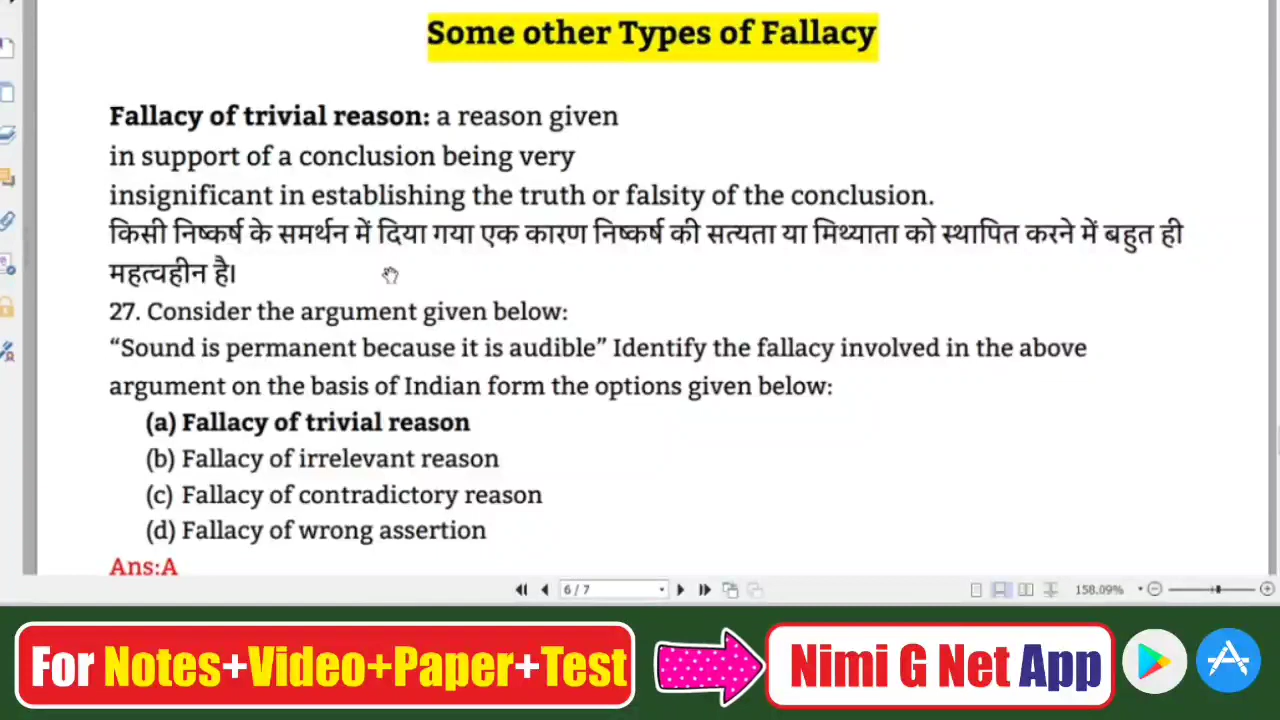 Some other Types of Fallacy
Fallacy of trivial reason: a reason given
in support of a conclusion being very
insignificant in establishing the truth or falsity of the conclusion.
किसी निष्कर्ष के समर्थन में दिया गया एक कारण निष्कर्ष की सत्यता या मिथ्याता को स्थापित करने में बहुत ही
महत्वहीन है।
27. Consider the argument given below:
“Sound is permanent because it is audible” Identify the fallacy involved in the above
argument on the basis of Indian form the options given below:
(a) Fallacy of trivial reason
(b) Fallacy of irrelevant reason
(c) Fallacy of contradictory reason
(d) Fallacy of wrong assertion
Ans:A
6 / 7
158.09%
For Notes+Video+Paper+Test
Nimi G Net App